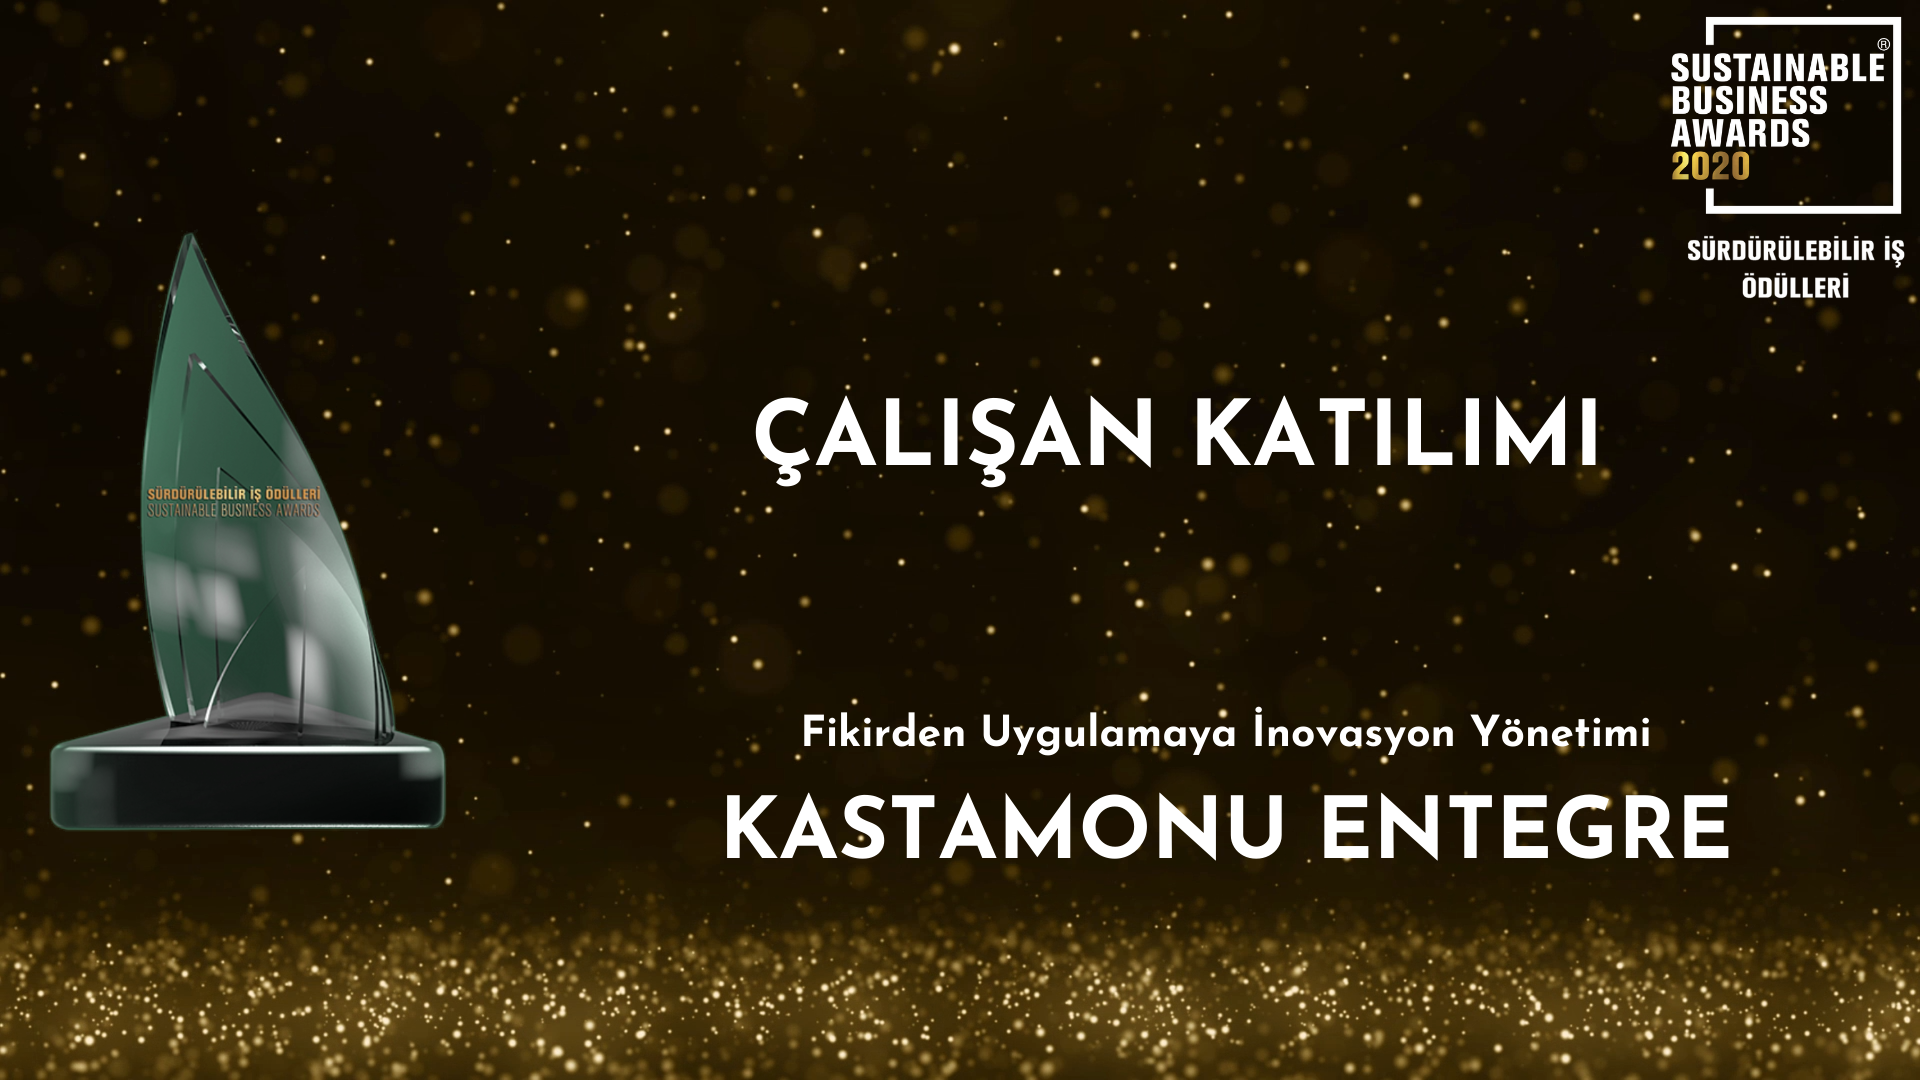 SUSTAINABLE®
BUSINESS
AWARDS
2020
SÜRDÜRÜLEBİLİR İŞ
ÖDÜLLERİ
ÇALIŞAN KATILIMI
SÜRDÜRÜLEBİLİR İŞ ÖDÜLLERİ
SUSTAINABLE BUSINESS AWARDS
Fikirden Uygulamaya İnovasyon Yönetimi
KASTAMONU ENTEGRE